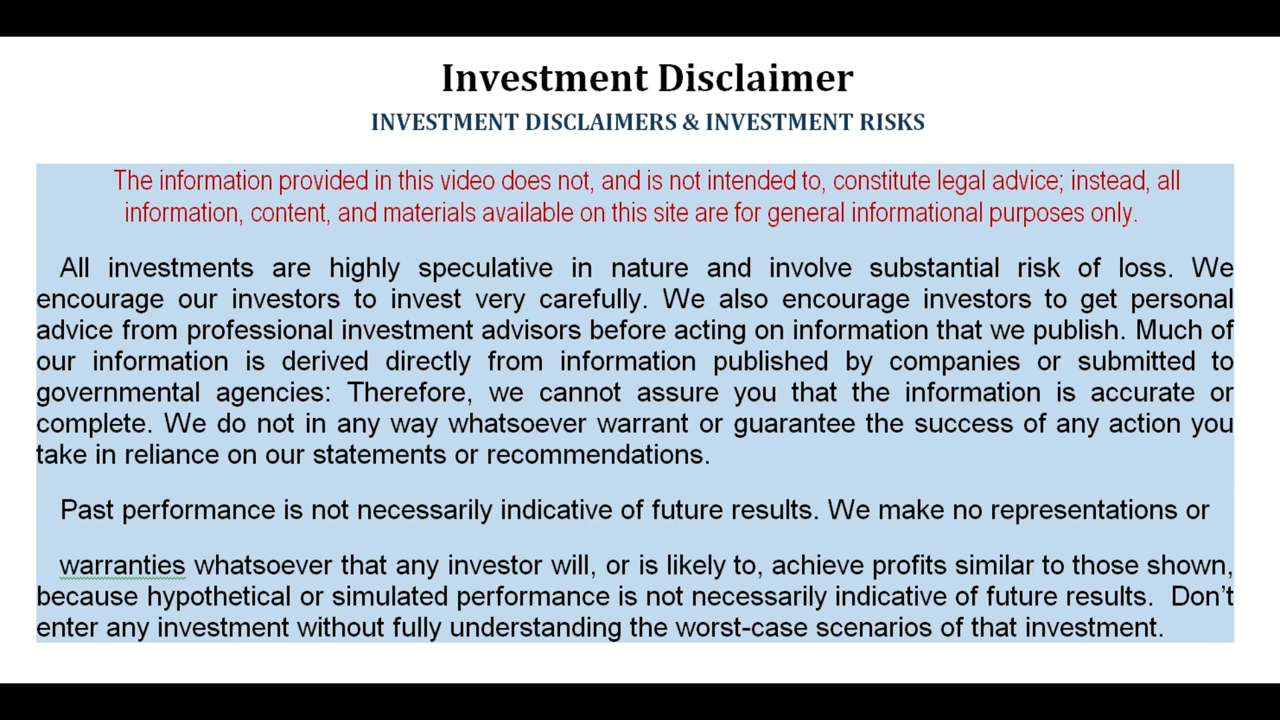 Investment Disclaimer
INVESTMENT DISCLAIMERS & INVESTMENT RISKS
The information provided in this video does not, and is not intended to, constitute legal advice; instead, all
information, content, and materials available on this site are for general informational purposes only.
All investments are highly speculative in nature and involve substantial risk of loss. We
encourage our investors to invest very carefully. We also encourage investors to get personal
advice from professional investment advisors before acting on information that we publish. Much of
our information is derived directly from information published by companies or submitted to
governmental agencies: Therefore, we cannot assure you that the information is accurate or
complete. We do not in any way whatsoever warrant or guarantee the success of any action you
take in reliance on our statements or recommendations.
Past performance is not necessarily indicative of future results. We make no representations or
warranties whatsoever that any investor will, or is likely to, achieve profits similar to those shown,
because hypothetical or simulated performance is not necessarily indicative of future results.  Don’t
enter any investment without fully understanding the worst-case scenarios of that investment.